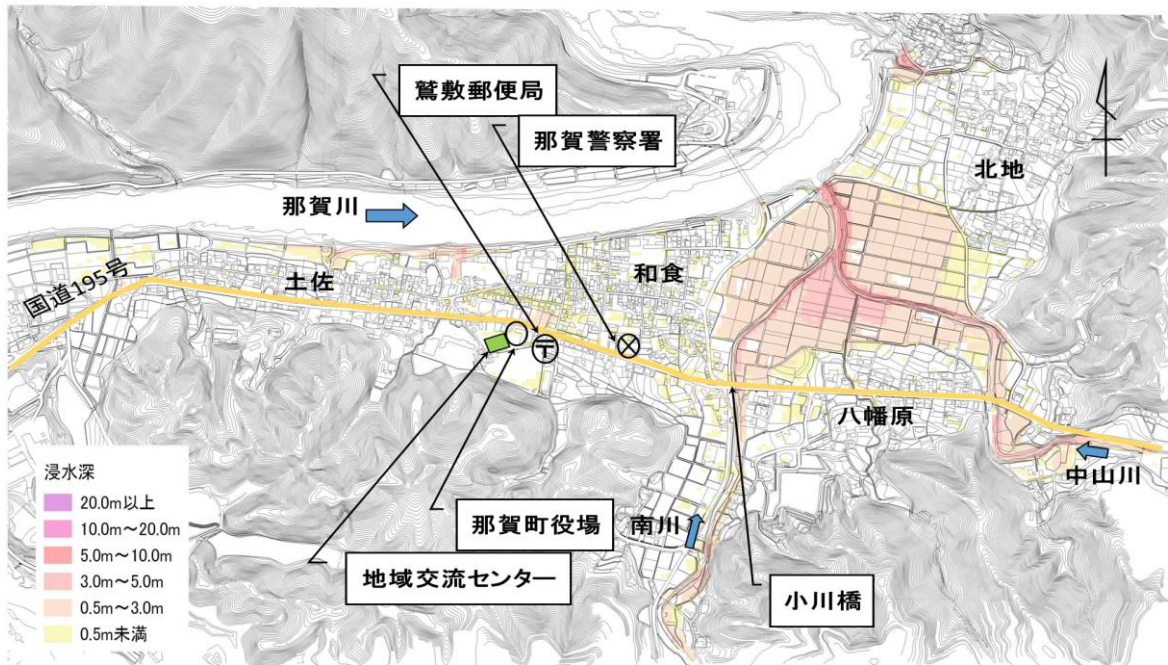 鷲敷郵便局
那賀警察署
北地
那賀川
和食
土佐
国道195号
〒
八幡原
中山川
浸水深
20.0m以上
10.0m～20.0m
5.0m～10.0m
3.0m～5.0m
0.5m～3.0m
0.5m未満
那賀町役場
南川
地域交流センター
小川橋